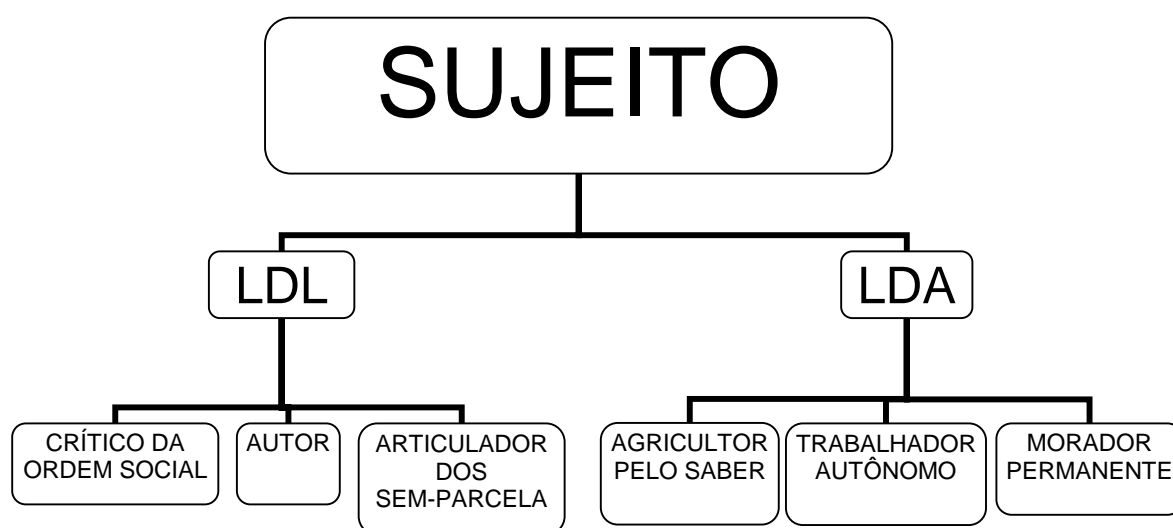 SUJEITO
LDL
LDA
CRÍTICO DA
ORDEM SOCIAL
AUTOR
ARTICULADOR
DOS
SEM-PARCELA
AGRICULTOR
PELO SABER
TRABALHADOR
AUTÔNOMO
MORADOR
PERMANENTE